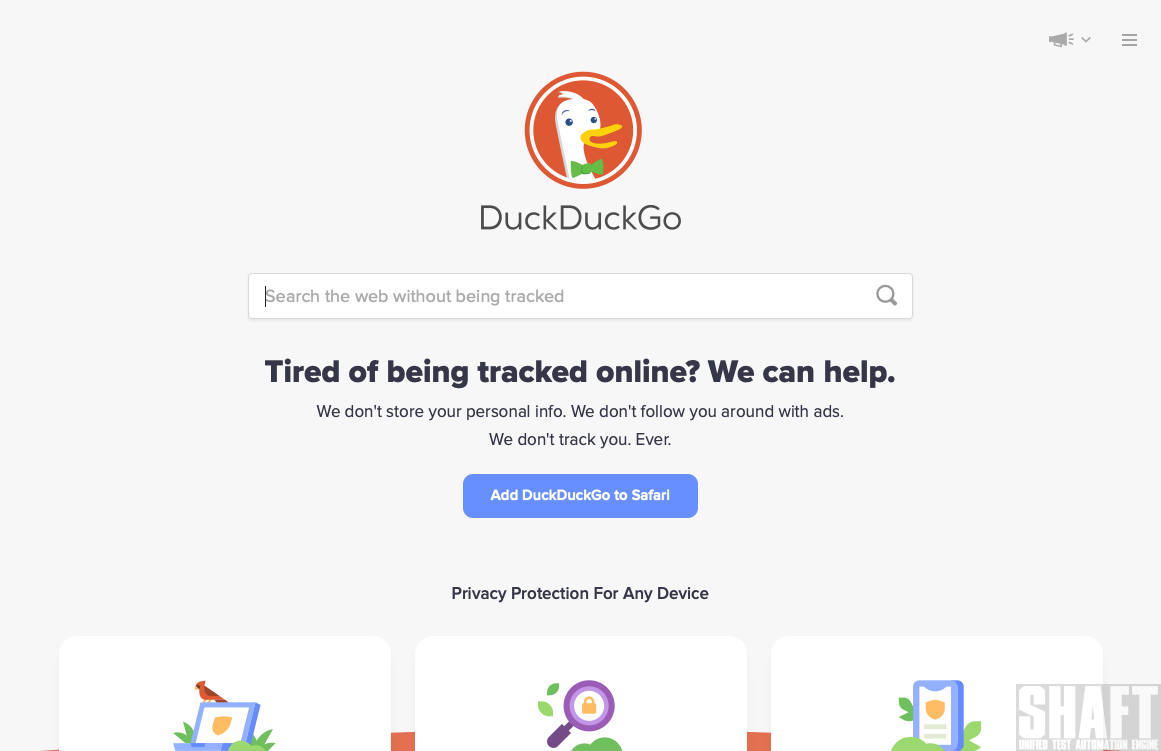 DuckDuckGo
Search the web without being tracked
Tired of being tracked online? We can help.
We don't store your personal info. We don't follow you around with ads.
We don't track you. Ever.
Add DuckDuckGo to Safari
Privacy Protection For Any Device
SHAFT
UNIFIED TEST AUTOMATION ENGINE